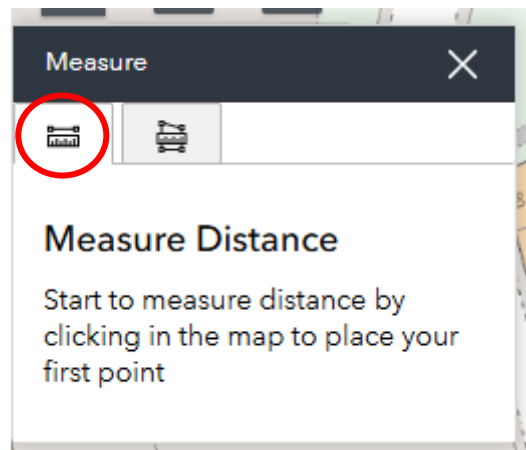 Measure
Measure Distance
Start to measure distance by
clicking in the map to place your
first point